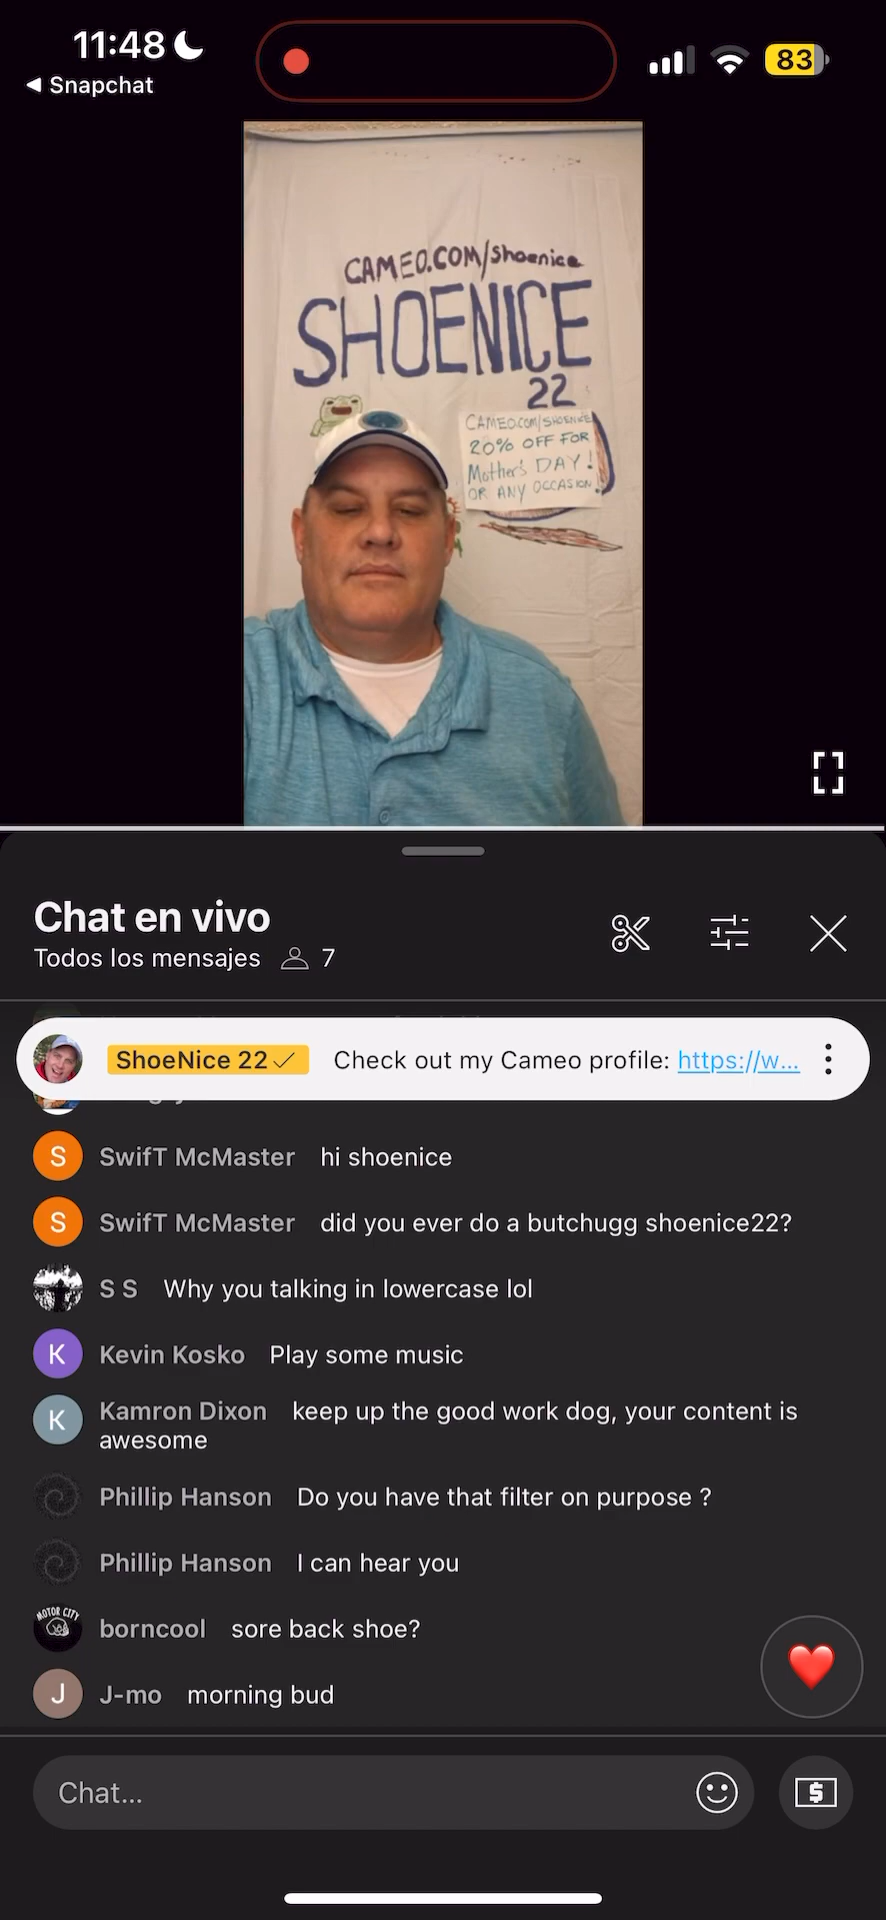 11:48
83
Snapchat
CAMEO.COM/shoenice
SHOENICE
22
CAMEO.COM/SHOENICE
20% OFF FOR
Mother's DAY!
OR ANY OCCASION!
Chat en vivo
Todos los mensajes 7
ShoeNice 22 Check out my Cameo profile: https://w...
S SwifT McMaster hi shoenice
S SwifT McMaster did you ever do a butchugg shoenice22?
S S Why you talking in lowercase lol
K Kevin Kosko Play some music
K Kamron Dixon keep up the good work dog, your content is
awesome
Phillip Hanson Do you have that filter on purpose ?
Phillip Hanson I can hear you
MOTOR CITY
borncool sore back shoe?
J J-mo morning bud
Chat...
$